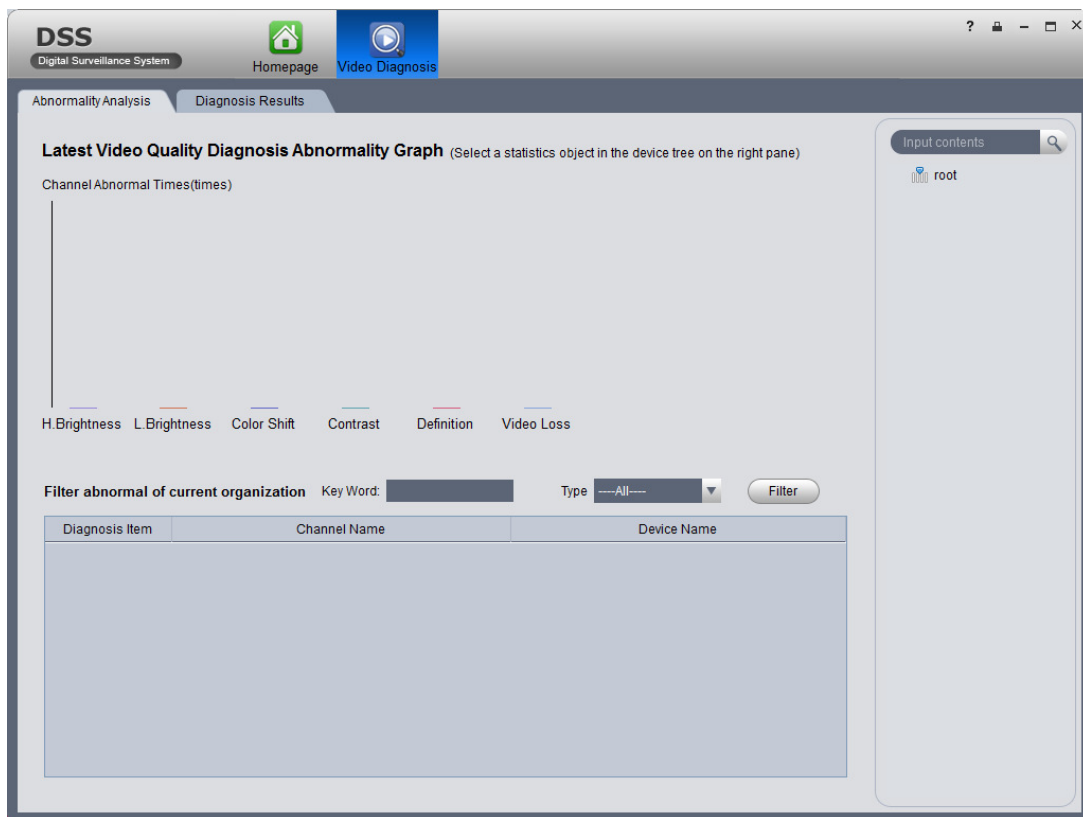 DSS
Digital Surveillance System
Homepage
Video Diagnosis
?
Abnormality Analysis
Diagnosis Results
Latest Video Quality Diagnosis Abnormality Graph (Select a statistics object in the device tree on the right pane)
Channel Abnormal Times(times)
H.Brightness L.Brightness Color Shift Contrast Definition Video Loss
Filter abnormal of current organization Key Word: Type ----All---- Filter
Diagnosis Item Channel Name Device Name
Input contents
root